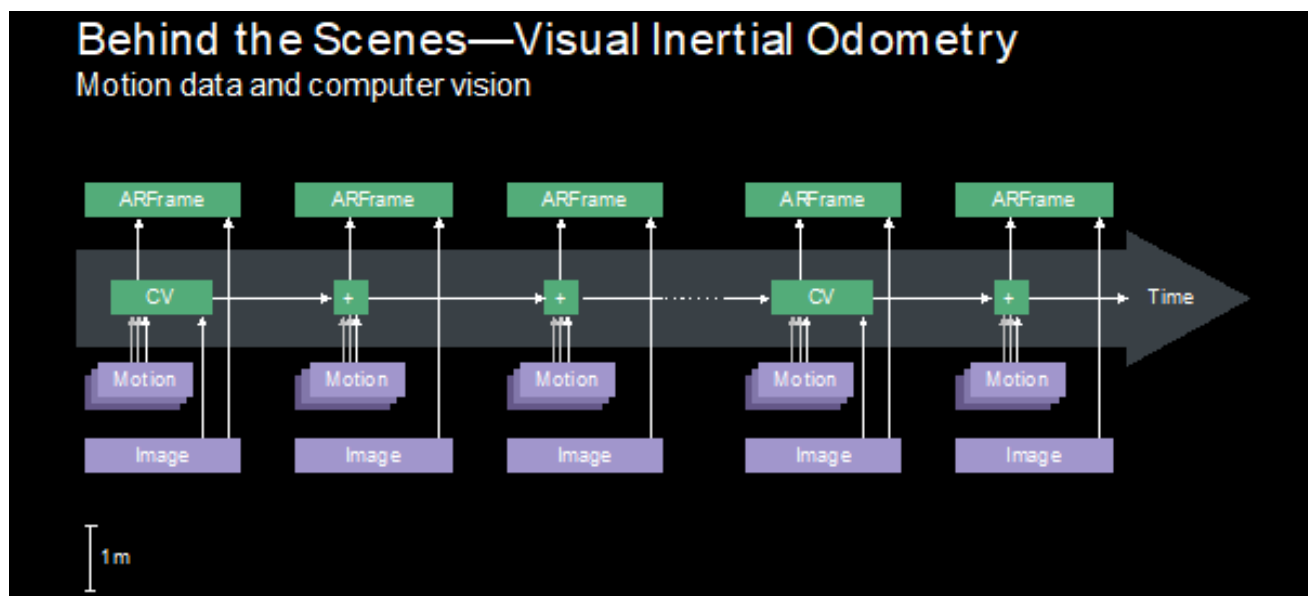 Behind the Scenes—Visual Inertial Odometry
Motion data and computer vision
ARFrame ARFrame ARFrame ARFrame ARFrame
CV + + CV + Time
Motion Motion Motion Motion Motion
Image Image Image Image Image
1m